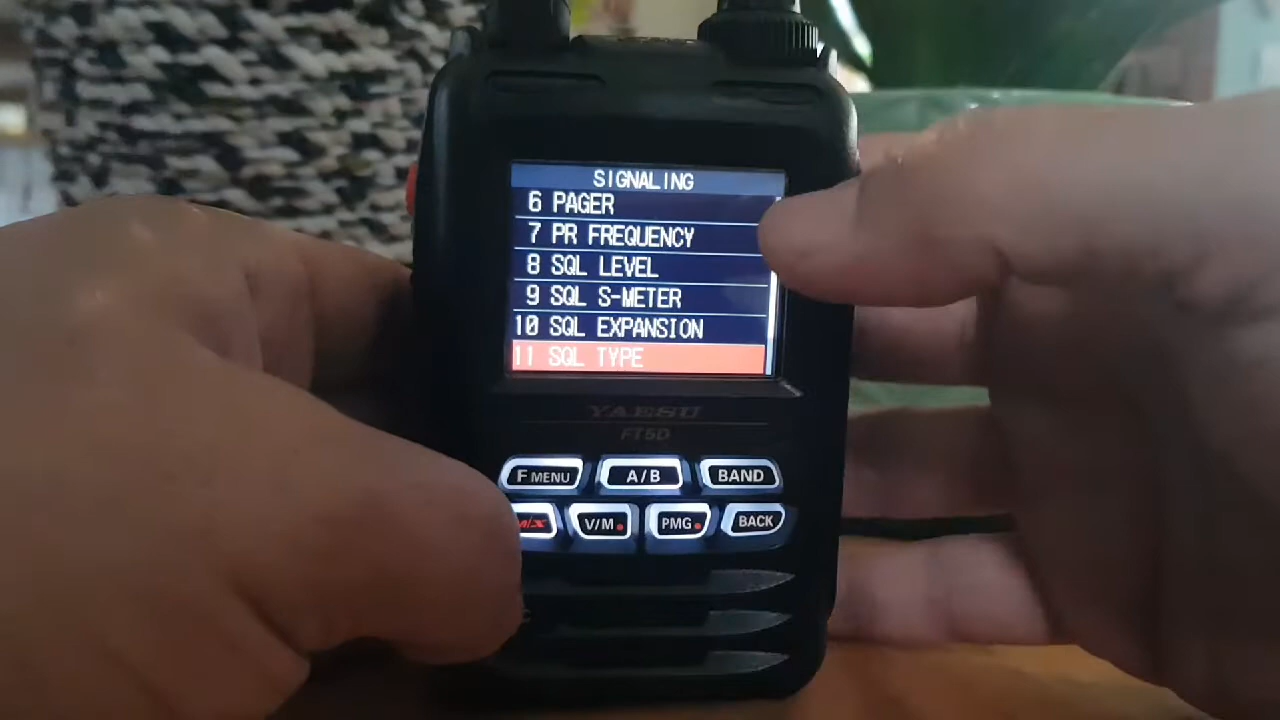 SIGNALING
6 PAGER
7 PR FREQUENCY
8 SQL LEVEL
9 SQL S-METER
10 SQL EXPANSION
11 SQL TYPE
YAESU
FT5D
F MENU A/B BAND
M/X V/M PMG BACK